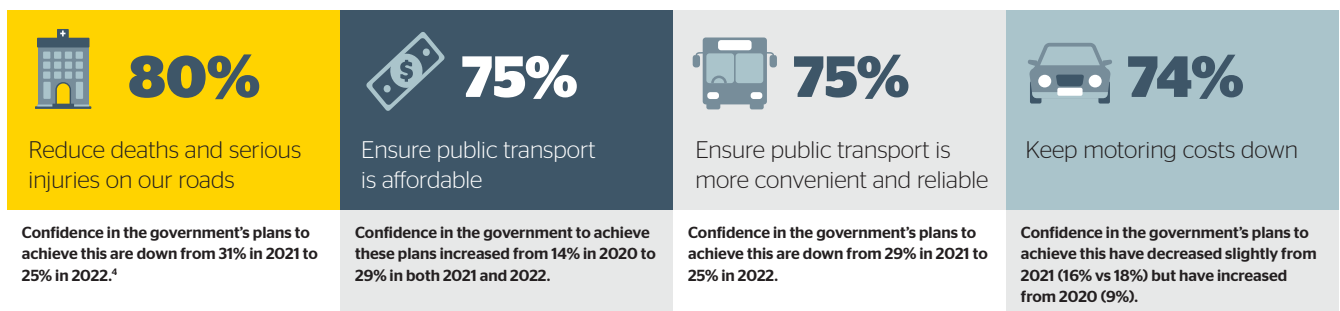 80%
Reduce deaths and serious
injuries on our roads
Confidence in the government's plans to
achieve this are down from 31% in 2021 to
25% in 2022.⁴
$
75%
Ensure public transport
is affordable
Confidence in the government to achieve
these plans increased from 14% in 2020 to
29% in both 2021 and 2022.
75%
Ensure public transport is
more convenient and reliable
Confidence in the government's plans to
achieve this are down from 29% in 2021 to
25% in 2022.
74%
Keep motoring costs down
Confidence in the government's plans to
achieve this have decreased slightly from
2021 (16% vs 18%) but have increased
from 2020 (9%).